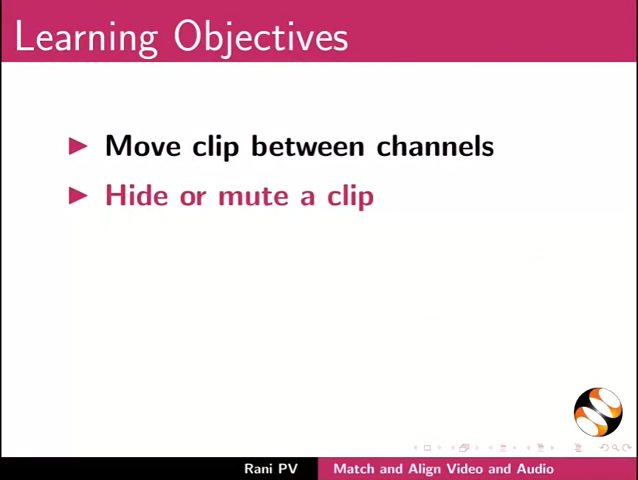 Learning Objectives
Move clip between channels
Hide or mute a clip
Rani PV Match and Align Video and Audio